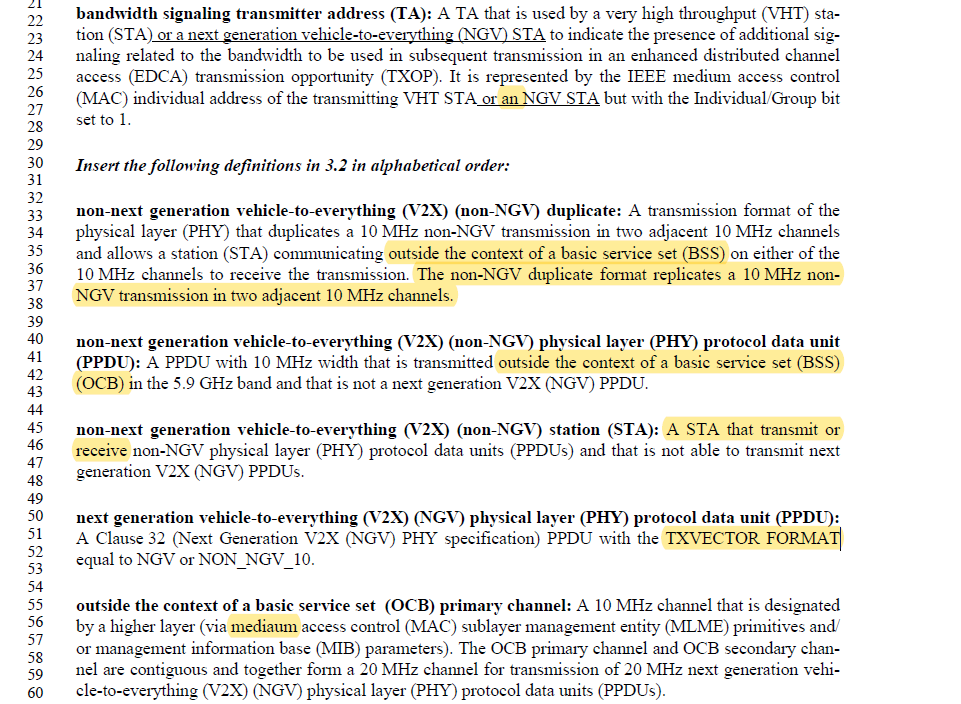 21
22
23
24
25
26
27
28
29
30
31
32
33
34
35
36
37
38
39
40
41
42
43
44
45
46
47
48
49
50
51
52
53
54
55
56
57
58
59
60
bandwidth signaling transmitter address (TA): A TA that is used by a very high throughput (VHT) sta-
tion (STA) or a next generation vehicle-to-everything (NGV) STA to indicate the presence of additional sig-
naling related to the bandwidth to be used in subsequent transmission in an enhanced distributed channel
access (EDCA) transmission opportunity (TXOP). It is represented by the IEEE medium access control
(MAC) individual address of the transmitting VHT STA or an NGV STA but with the Individual/Group bit
set to 1.
Insert the following definitions in 3.2 in alphabetical order:
non-next generation vehicle-to-everything (V2X) (non-NGV) duplicate: A transmission format of the
physical layer (PHY) that duplicates a 10 MHz non-NGV transmission in two adjacent 10 MHz channels
and allows a station (STA) communicating outside the context of a basic service set (BSS) on either of the
10 MHz channels to receive the transmission. The non-NGV duplicate format replicates a 10 MHz non-
NGV transmission in two adjacent 10 MHz channels.
non-next generation vehicle-to-everything (V2X) (non-NGV) physical layer (PHY) protocol data unit
(PPDU): A PPDU with 10 MHz width that is transmitted outside the context of a basic service set (BSS)
(OCB) in the 5.9 GHz band and that is not a next generation V2X (NGV) PPDU.
non-next generation vehicle-to-everything (V2X) (non-NGV) station (STA): A STA that transmit or
receive non-NGV physical layer (PHY) protocol data units (PPDUs) and that is not able to transmit next
generation V2X (NGV) PPDUs.
next generation vehicle-to-everything (V2X) (NGV) physical layer (PHY) protocol data unit (PPDU):
A Clause 32 (Next Generation V2X (NGV) PHY specification) PPDU with the TXVECTOR FORMAT
equal to NGV or NON_NGV_10.
outside the context of a basic service set (OCB) primary channel: A 10 MHz channel that is designated
by a higher layer (via mediaum access control (MAC) sublayer management entity (MLME) primitives and/
or management information base (MIB) parameters). The OCB primary channel and OCB secondary chan-
nel are contiguous and together form a 20 MHz channel for transmission of 20 MHz next generation vehi-
cle-to-everything (V2X) (NGV) physical layer (PHY) protocol data units (PPDUs).